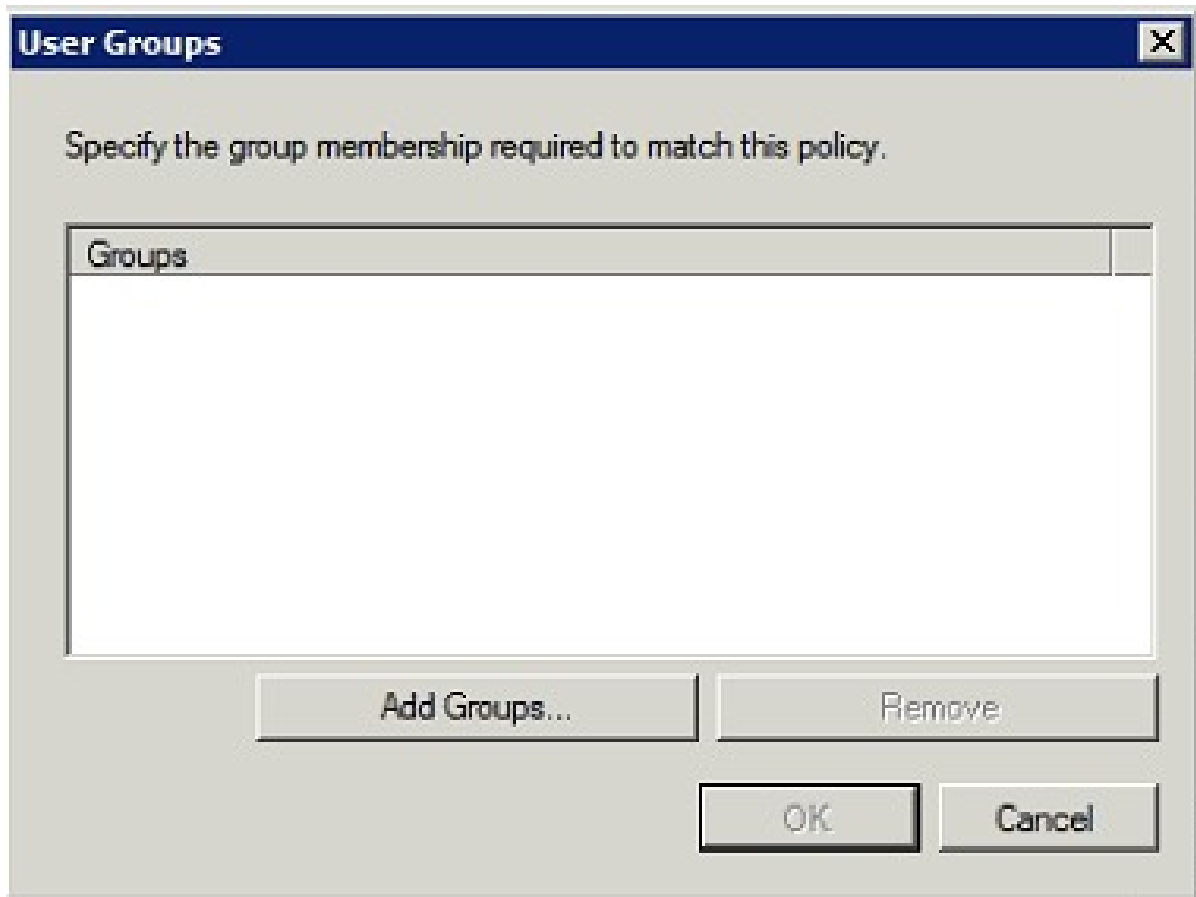 User Groups
Specify the group membership required to match this policy.
Groups
Add Groups...
Remove
OK
Cancel